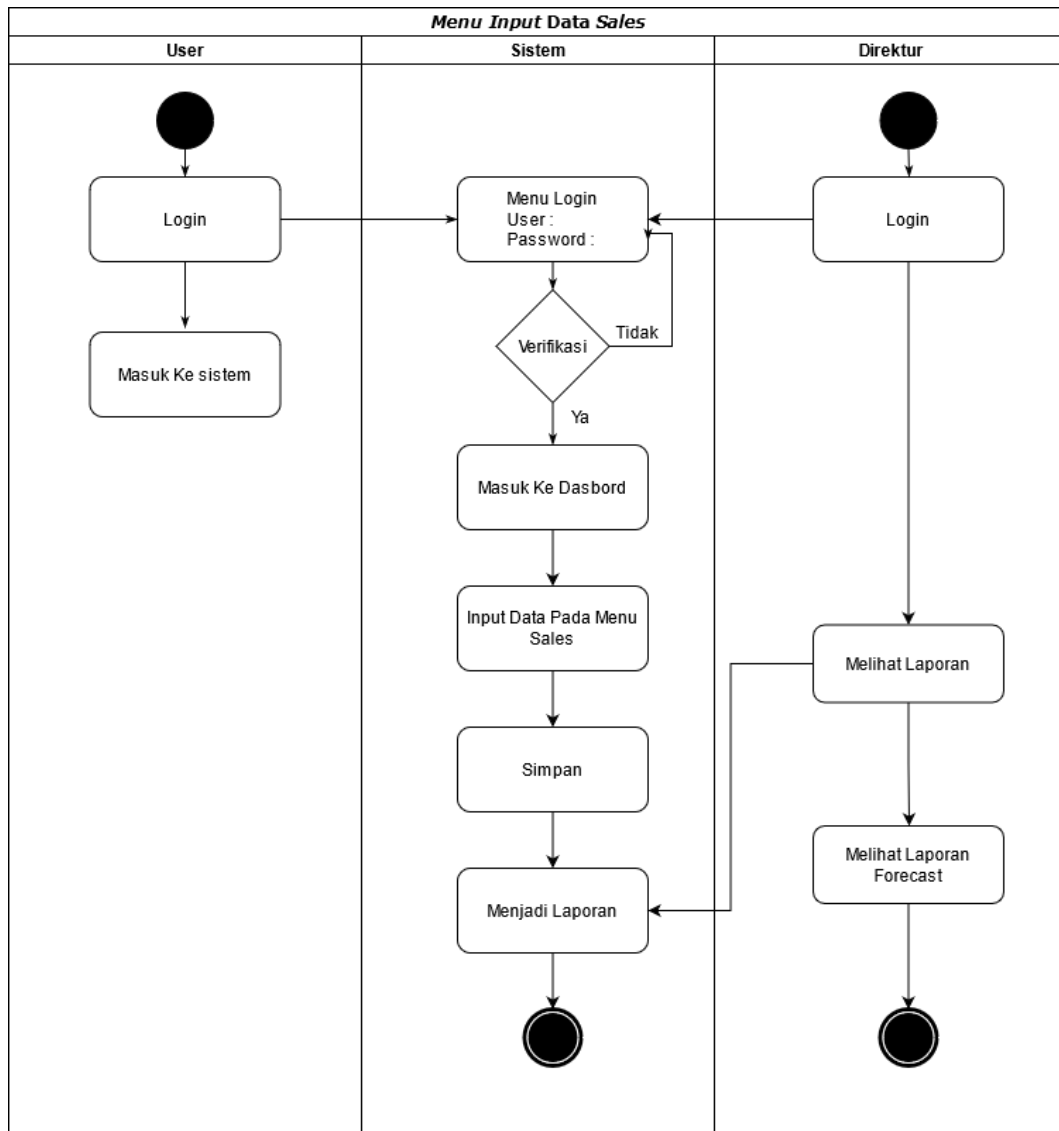 Menu Input Data Sales
User
Sistem
Direktur
Login
Menu Login
User :
Password :
Login
Verifikasi
Tidak
Masuk Ke sistem
Ya
Masuk Ke Dasbord
Input Data Pada Menu
Sales
Melihat Laporan
Simpan
Melihat Laporan
Forecast
Menjadi Laporan